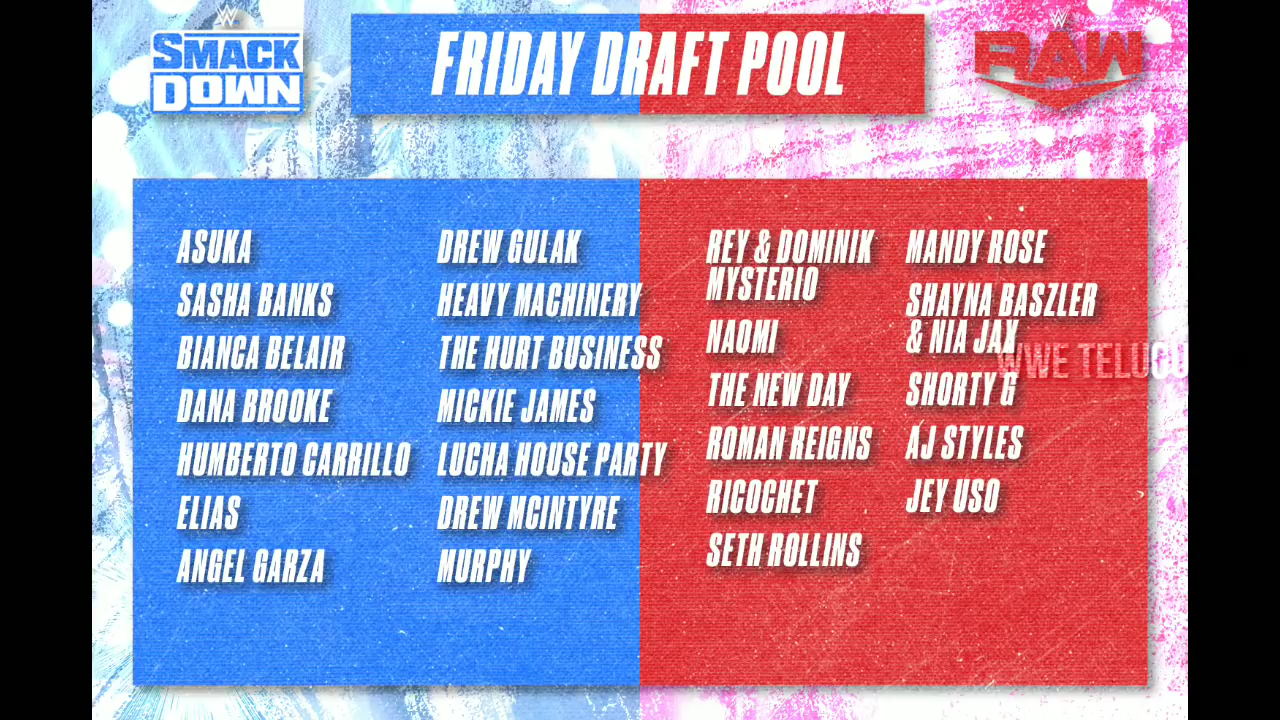 W
SMACK
DOWN
FRIDAY DRAFT POOL
W
RAW
ASUKA
SASHA BANKS
BIANCA BELAIR
DANA BROOKE
HUMBERTO CARRILLO
ELIAS
ANGEL GARZA
DREW GULAK
HEAVY MACHINERY
THE HURT BUSINESS
MICKIE JAMES
LUCHA HOUSE PARTY
DREW MCINTYRE
MURPHY
REY & DOMINIK
MYSTERIO
NAOMI
THE NEW DAY
ROMAN REIGNS
RICOCHET
SETH ROLLINS
MANDY ROSE
SHAYNA BASZLER
& NIA JAX
SHORTY G
AJ STYLES
JEY USO
WWE TELUGU